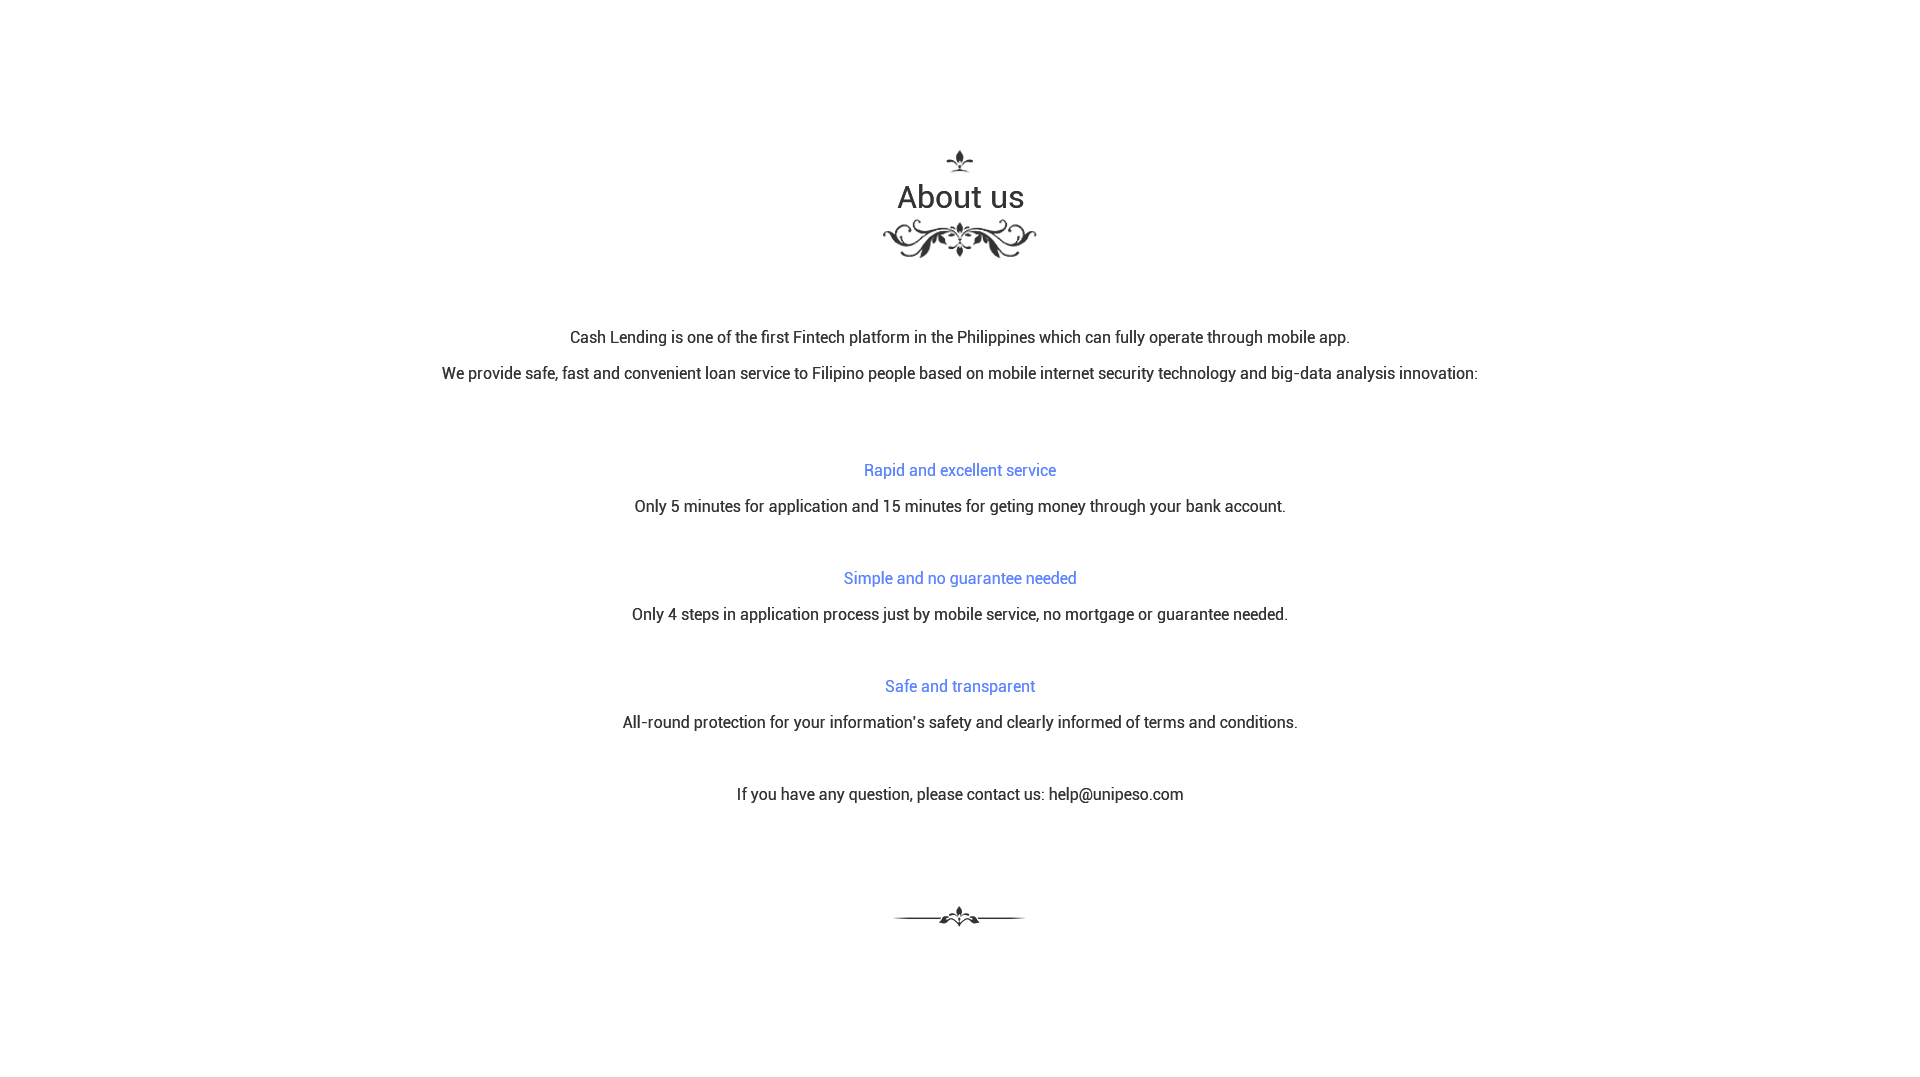 About us
Cash Lending is one of the first Fintech platform in the Philippines which can fully operate through mobile app.
We provide safe, fast and convenient loan service to Filipino people based on mobile internet security technology and big-data analysis innovation:
Rapid and excellent service
Only 5 minutes for application and 15 minutes for geting money through your bank account.
Simple and no guarantee needed
Only 4 steps in application process just by mobile service, no mortgage or guarantee needed.
Safe and transparent
All-round protection for your information's safety and clearly informed of terms and conditions.
If you have any question, please contact us: help@unipeso.com